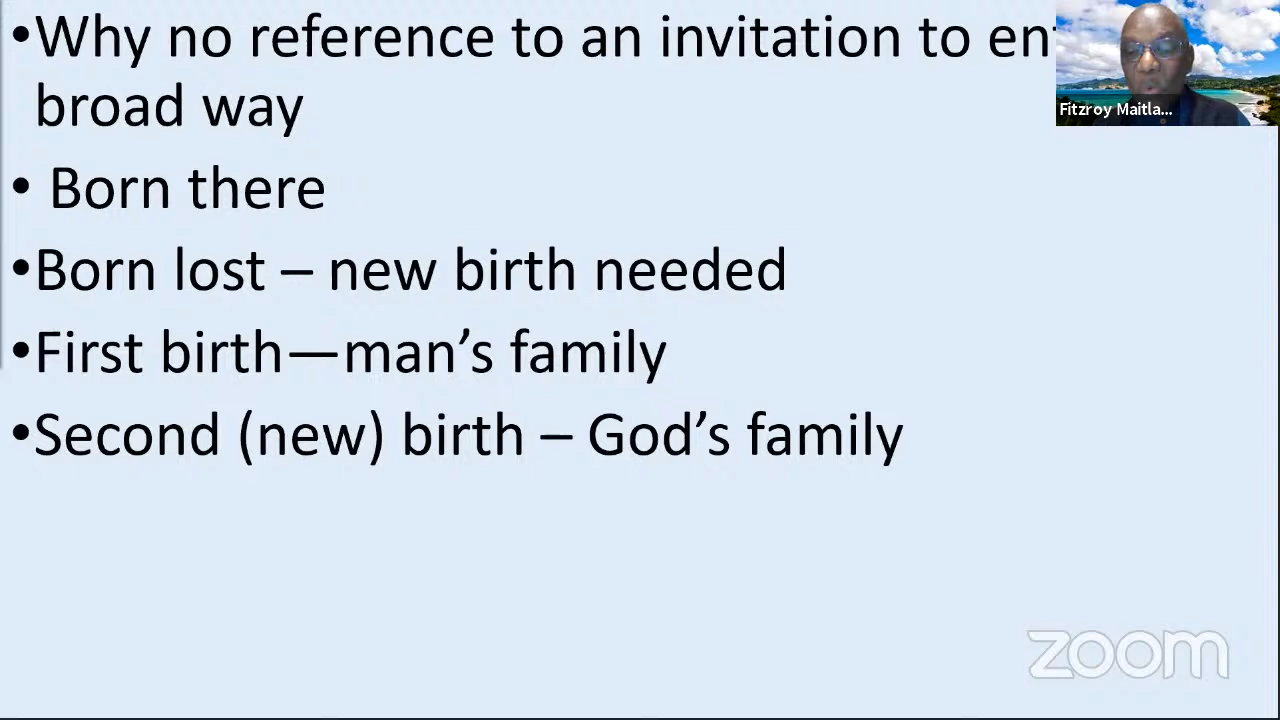 •Why no reference to an invitation to
broad way
• Born there
•Born lost – new birth needed
•First birth—man’s family
•Second (new) birth – God’s family
Fitzroy Maitla...
zoom